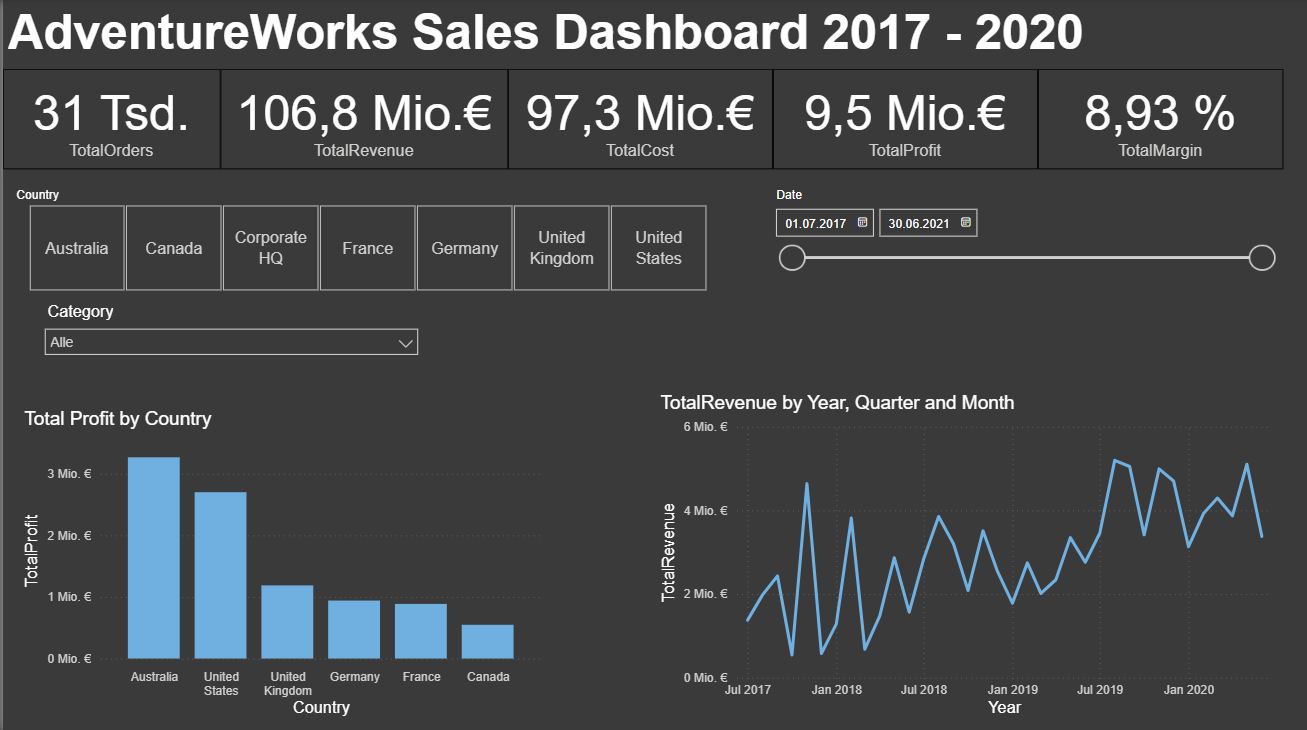 AdventureWorks Sales Dashboard 2017 - 2020
31 Tsd.
TotalOrders
106,8 Mio.€
TotalRevenue
97,3 Mio.€
TotalCost
9,5 Mio.€
TotalProfit
8,93 %
TotalMargin
Country
Australia
Canada
Corporate
HQ
France
Germany
United
Kingdom
United
States
Date
01.07.2017
30.06.2021
Category
Alle
Total Profit by Country
TotalProfit
3 Mio. €
2 Mio. €
1 Mio. €
0 Mio. €
Australia
United
States
United
Kingdom
Germany
France
Canada
Country
TotalRevenue by Year, Quarter and Month
TotalRevenue
6 Mio. €
4 Mio. €
2 Mio. €
0 Mio. €
Jul 2017
Jan 2018
Jul 2018
Jan 2019
Jul 2019
Jan 2020
Year